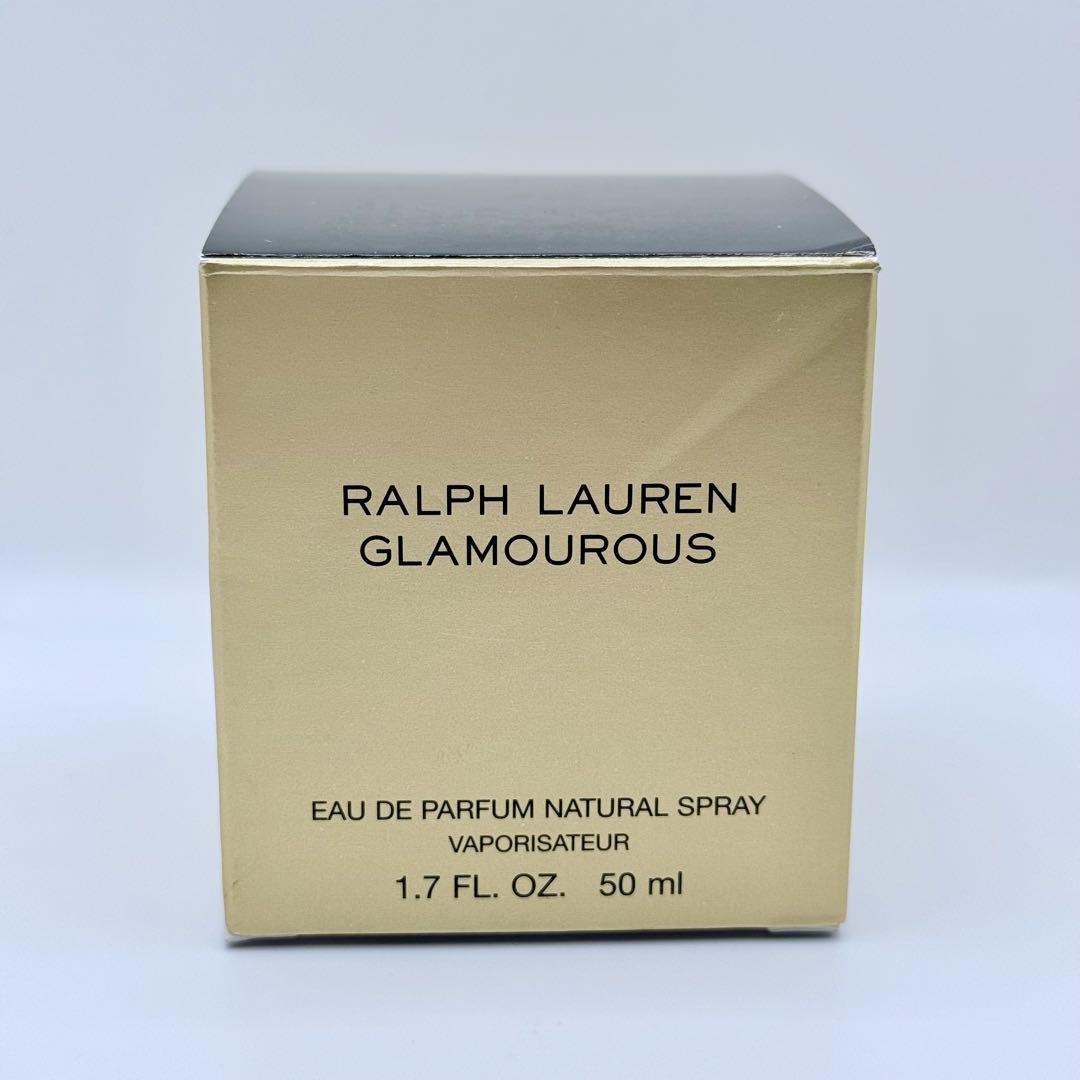 RALPH LAUREN
GLAMOUROUS
EAU DE PARFUM NATURAL SPRAY
VAPORISATEUR
1.7 FL. OZ. 50 ml